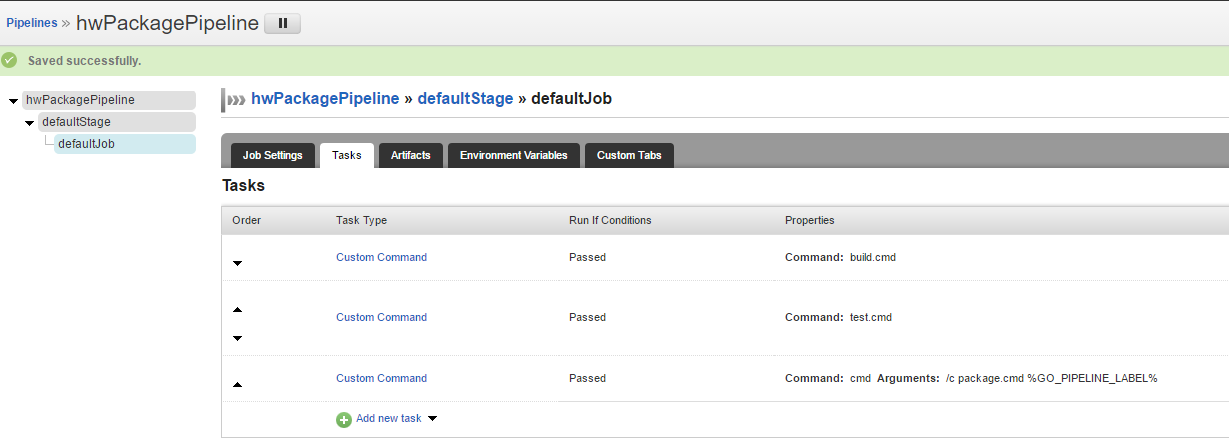 Pipelines » hwPackagePipeline
Saved successfully.
hwPackagePipeline
defaultStage
defaultJob
hwPackagePipeline » defaultStage » defaultJob
Job Settings Tasks Artifacts Environment Variables Custom Tabs
Tasks
Order Task Type Run If Conditions Properties
Custom Command Passed Command: build.cmd
Custom Command Passed Command: test.cmd
Custom Command Passed Command: cmd Arguments: /c package.cmd %GO_PIPELINE_LABEL%
Add new task